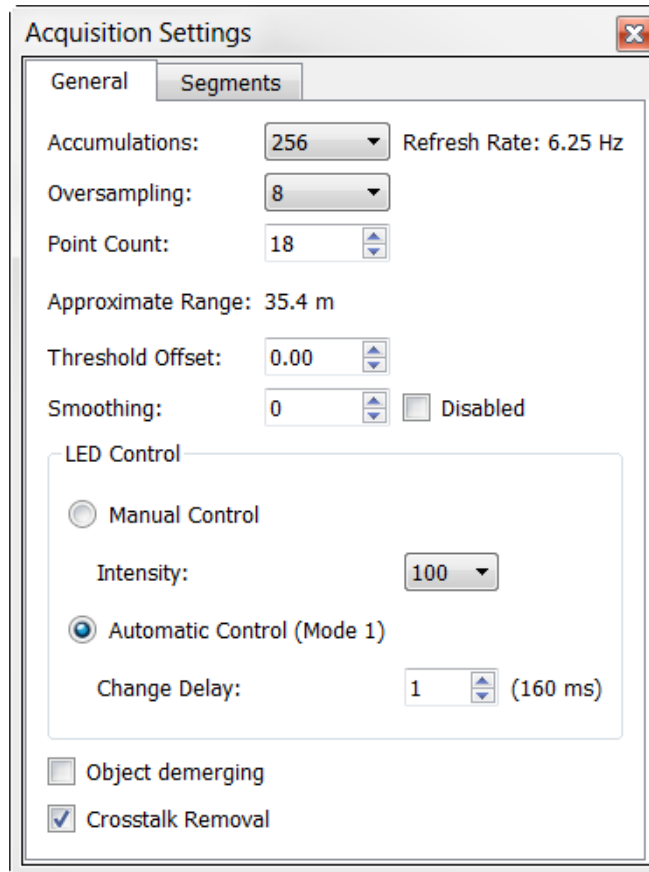 Acquisition Settings
General Segments
Accumulations: 256 Refresh Rate: 6.25 Hz
Oversampling: 8
Point Count: 18
Approximate Range: 35.4 m
Threshold Offset: 0.00
Smoothing: 0 Disabled
LED Control
Manual Control
Intensity: 100
Automatic Control (Mode 1)
Change Delay: 1 (160 ms)
Object demerging
Crosstalk Removal